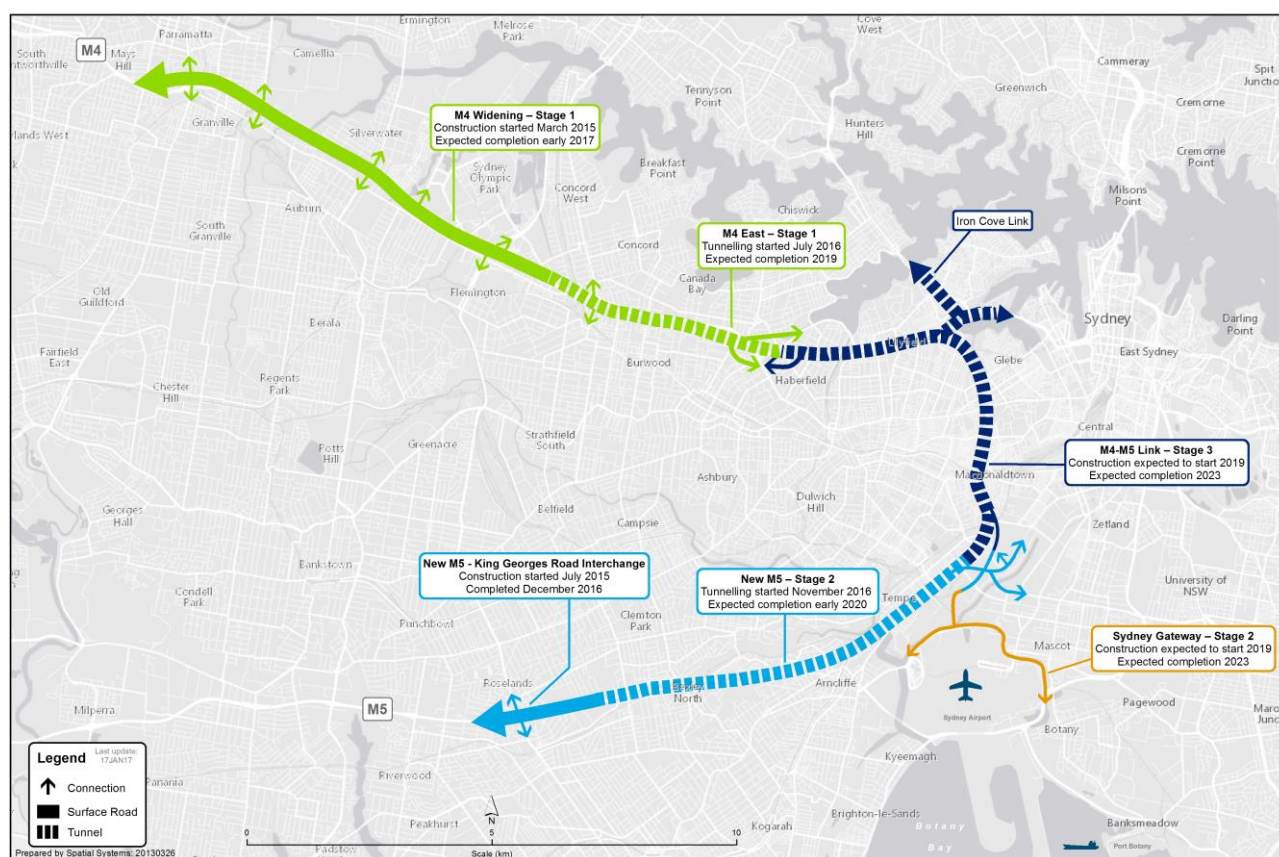 Parramatta
Ermington
Melrose
Park
Cove
West
M4
South
ntworthville
Mays
Hill
Camellia
Cammeray
Spit
Junctio
Tennyson
Point
Greenwich
Cremorne
M4 Widening – Stage 1
Construction started March 2015
Expected completion early 2017
Granville
Silverwater
Hunters
Hill
Cremorne
Point
ylands West
Sydney
Olympic
Park
Breakfast
Point
Concord
West
Milsons
Point
Auburn
Chiswick
South
Granville
Iron Cove Link
M4 East – Stage 1
Tunnelling started July 2016
Expected completion 2019
Concord
Canada
Bay
Flemington
Old
Guildford
Berala
Sydney
Darling
Point
Lilyfield
Fairfield
East
Burwood
Glebe
East Sydney
Haberfield
Regents
Park
Chester
Hill
Central
Strathfield
South
Greenacre
Potts
Hill
M4-M5 Link – Stage 3
Construction expected to start 2019
Expected completion 2023
Ashbury
Macdonaldtown
Dulwich
Hill
Georges
Hall
Belfield
Campsie
Zetland
New M5 - King Georges Road Interchange
Construction started July 2015
Completed December 2016
Bankstown
New M5 – Stage 2
Tunnelling started November 2016
Expected completion early 2020
University of
NSW
Condell
Park
Tempe
Clemton
Park
Punchbowl
Sydney Gateway – Stage 2
Construction expected to start 2019
Expected completion 2023
Mascot
Roselands
Bexley
North
Arncliffe
Pagewood
Maro
Junc
Milperra
M5
Sydney Airport
Botany
Legend
Last update:
17JAN17
Kyeemagh
Connection
Surface Road
Tunnel
Panania
Riverwood
N
0
5
10
Scale (km)
Peakhurst
Padstow
Kogarah
Brighton-le-Sands
Botany
Bay
Banksmeadow
Port Botany
Prepared by Spatial Systems: 20130326